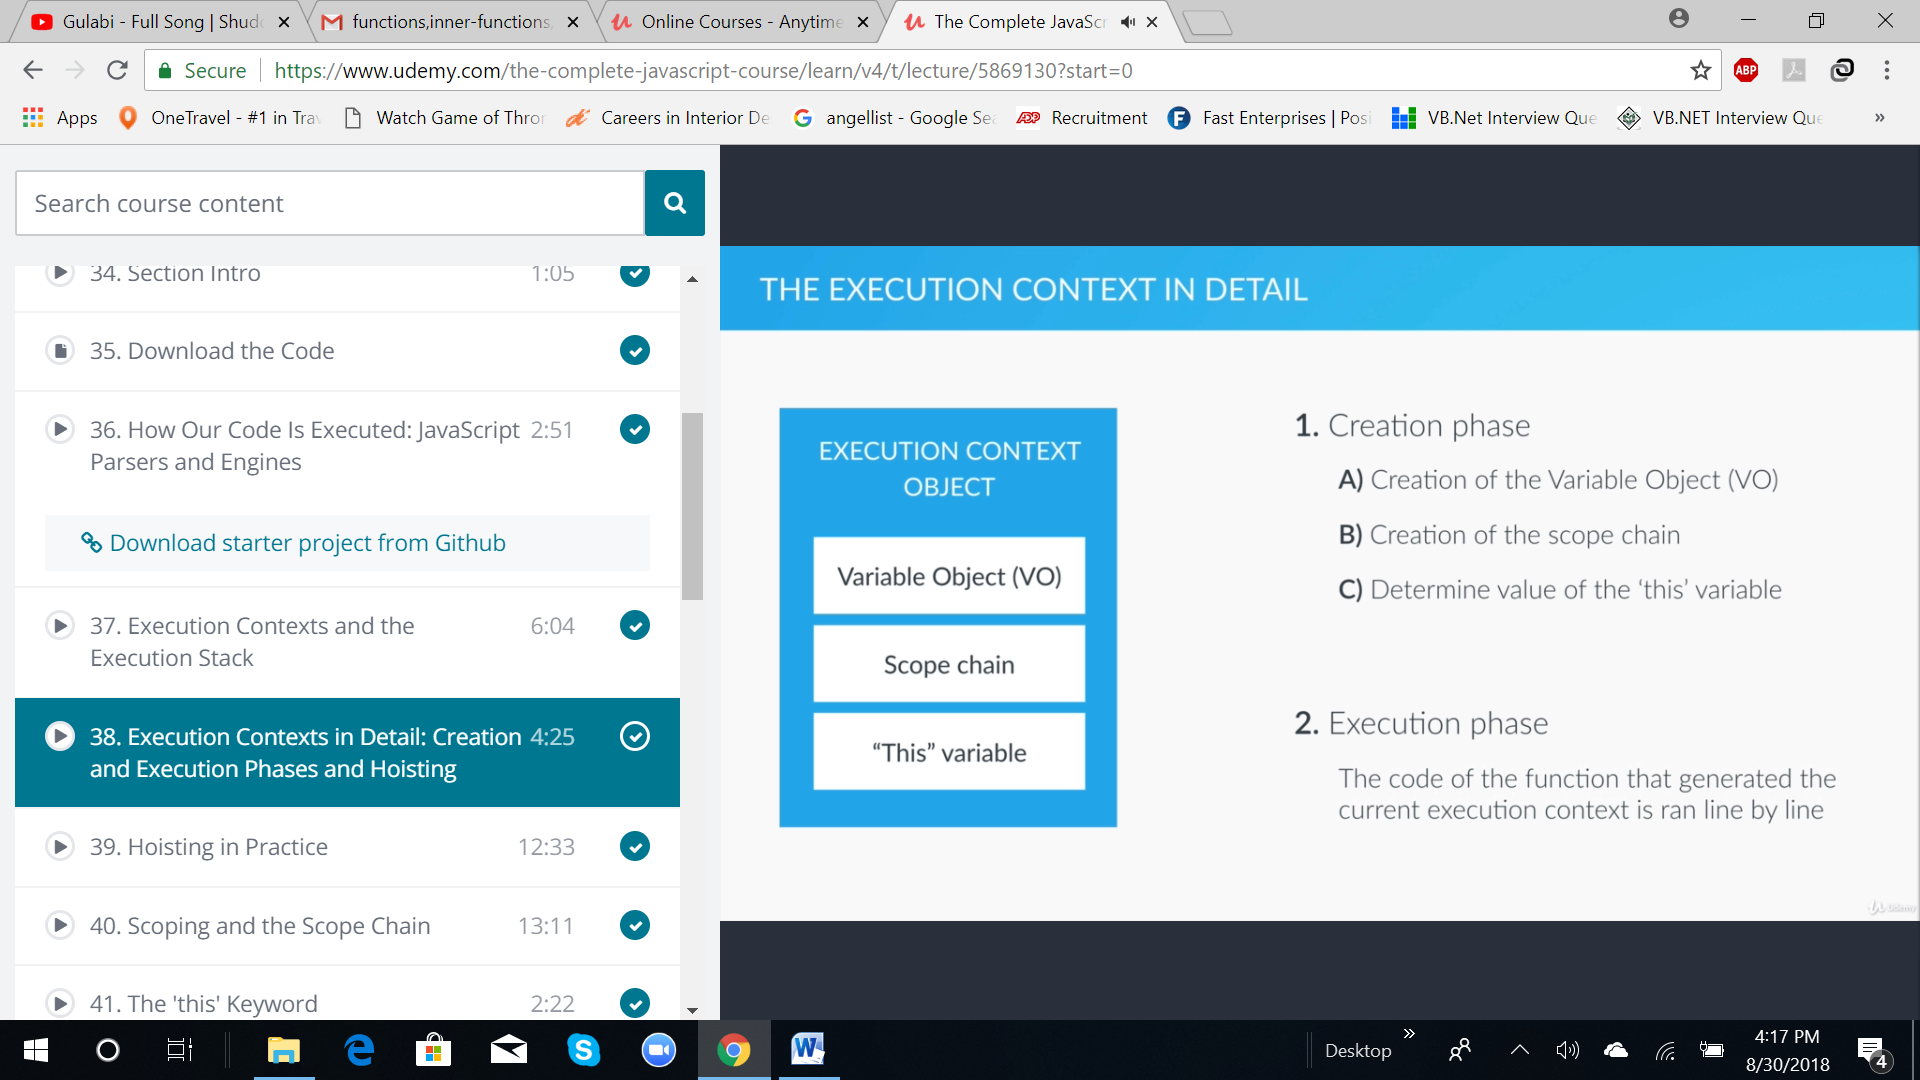 Gulabi - Full Song | Shud
functions,inner-functions,
Online Courses - Anytime
The Complete JavaScr
Secure
https://www.udemy.com/the-complete-javascript-course/learn/v4/t/lecture/5869130?start=0
ABP
Apps
OneTravel - #1 in Trav
Watch Game of Thron
Careers in Interior De
angellist - Google Sea
ADP
Recruitment
F
Fast Enterprises | Posi
VB.Net Interview Que
VB.NET Interview Que
»
Search course content
34. Section Intro 1:05
35. Download the Code
36. How Our Code Is Executed: JavaScript 2:51
Parsers and Engines
Download starter project from Github
37. Execution Contexts and the 6:04
Execution Stack
38. Execution Contexts in Detail: Creation 4:25
and Execution Phases and Hoisting
39. Hoisting in Practice 12:33
40. Scoping and the Scope Chain 13:11
41. The 'this' Keyword 2:22
THE EXECUTION CONTEXT IN DETAIL
EXECUTION CONTEXT
OBJECT
Variable Object (VO)
Scope chain
“This” variable
1. Creation phase
A) Creation of the Variable Object (VO)
B) Creation of the scope chain
C) Determine value of the ‘this’ variable
2. Execution phase
The code of the function that generated the
current execution context is ran line by line
Udemy
Desktop
»
4:17 PM
8/30/2018
4